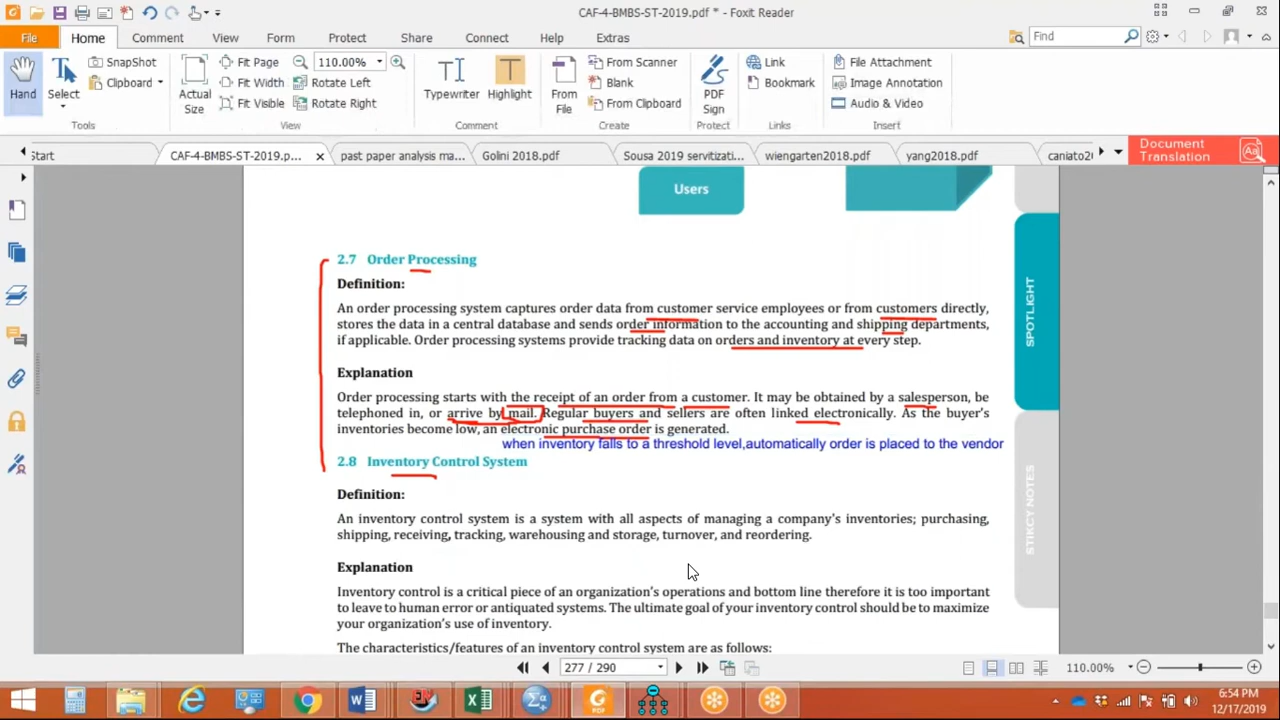 CAF-4-BMBS-ST-2019.pdf * - Foxit Reader
File Home Comment View Form Protect Share Connect Help Extras Find
SnapShot Fit Page 110.00% From Scanner Link File Attachment
Hand Select Clipboard Actual Size Fit Width Rotate Left Typewriter Highlight From File Blank PDF Sign Bookmark Image Annotation
Fit Visible Rotate Right From Clipboard Audio & Video
Tools View Comment Create Protect Links Insert
Start CAF-4-BMBS-ST-2019.p... past paper analysis ma... Golini 2018.pdf Sousa 2019 servitizati... wiengarten2018.pdf yang2018.pdf caniato20 Document Translation
Users
2.7 Order Processing
Definition:
An order processing system captures order data from customer service employees or from customers directly,
stores the data in a central database and sends order information to the accounting and shipping departments,
if applicable. Order processing systems provide tracking data on orders and inventory at every step.
SPOTLIGHT
Explanation
Order processing starts with the receipt of an order from a customer. It may be obtained by a salesperson, be
telephoned in, or arrive by mail. Regular buyers and sellers are often linked electronically. As the buyer's
inventories become low, an electronic purchase order is generated.
when inventory falls to a threshold level,automatically order is placed to the vendor
2.8 Inventory Control System
Definition:
STIKCY NOTES
An inventory control system is a system with all aspects of managing a company's inventories; purchasing,
shipping, receiving, tracking, warehousing and storage, turnover, and reordering.
Explanation
Inventory control is a critical piece of an organization's operations and bottom line therefore it is too important
to leave to human error or antiquated systems. The ultimate goal of your inventory control should be to maximize
your organization's use of inventory.
The characteristics/features of an inventory control system are as follows:
277 / 290 110.00%
6:54 PM
12/17/2019